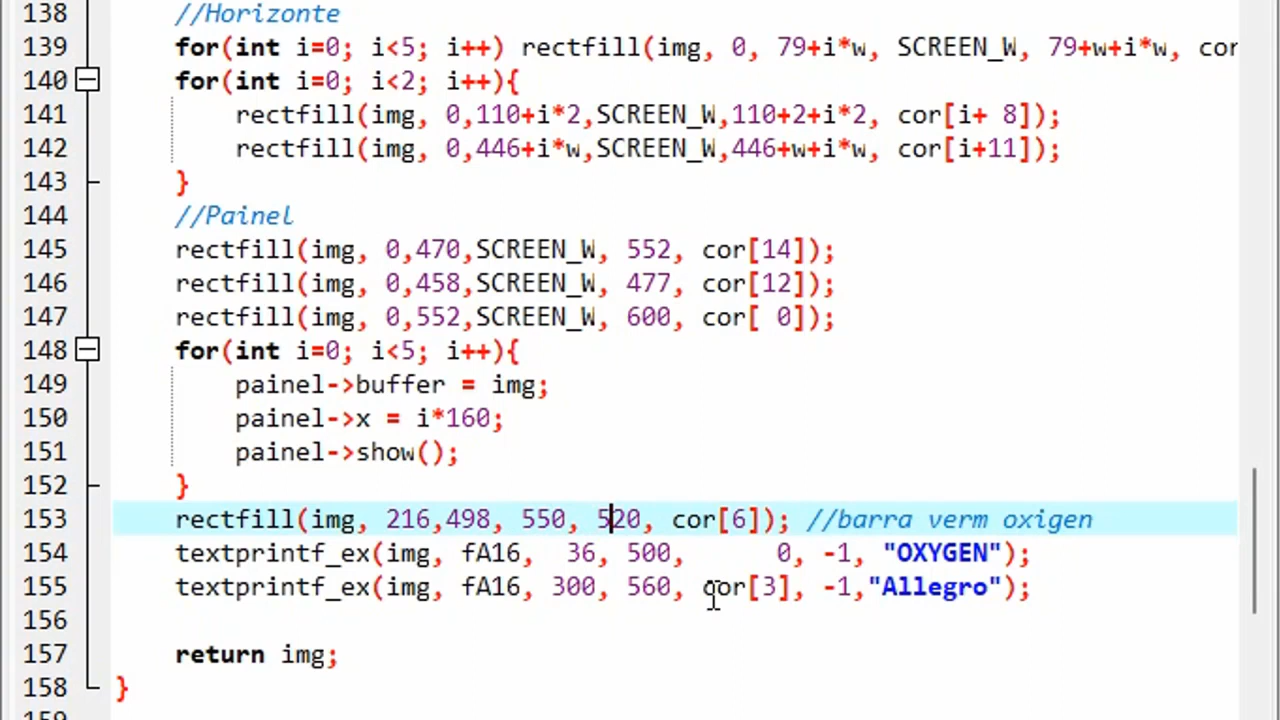 138 //Horizonte
139 for(int i=0; i<5; i++) rectfill(img, 0, 79+i*w, SCREEN_W, 79+w+i*w, cor
140 for(int i=0; i<2; i++){
141 rectfill(img, 0,110+i*2,SCREEN_W,110+2+i*2, cor[i+ 8]);
142 rectfill(img, 0,446+i*w,SCREEN_W,446+w+i*w, cor[i+11]);
143 }
144 //Painel
145 rectfill(img, 0,470,SCREEN_W, 552, cor[14]);
146 rectfill(img, 0,458,SCREEN_W, 477, cor[12]);
147 rectfill(img, 0,552,SCREEN_W, 600, cor[ 0]);
148 for(int i=0; i<5; i++){
149 painel->buffer = img;
150 painel->x = i*160;
151 painel->show();
152 }
153 rectfill(img, 216,498, 550, 520, cor[6]); //barra verm oxigen
154 textprintf_ex(img, fA16,  36, 500,      0, -1, "OXYGEN");
155 textprintf_ex(img, fA16, 300, 560, cor[3], -1,"Allegro");
156
157 return img;
158 }
159